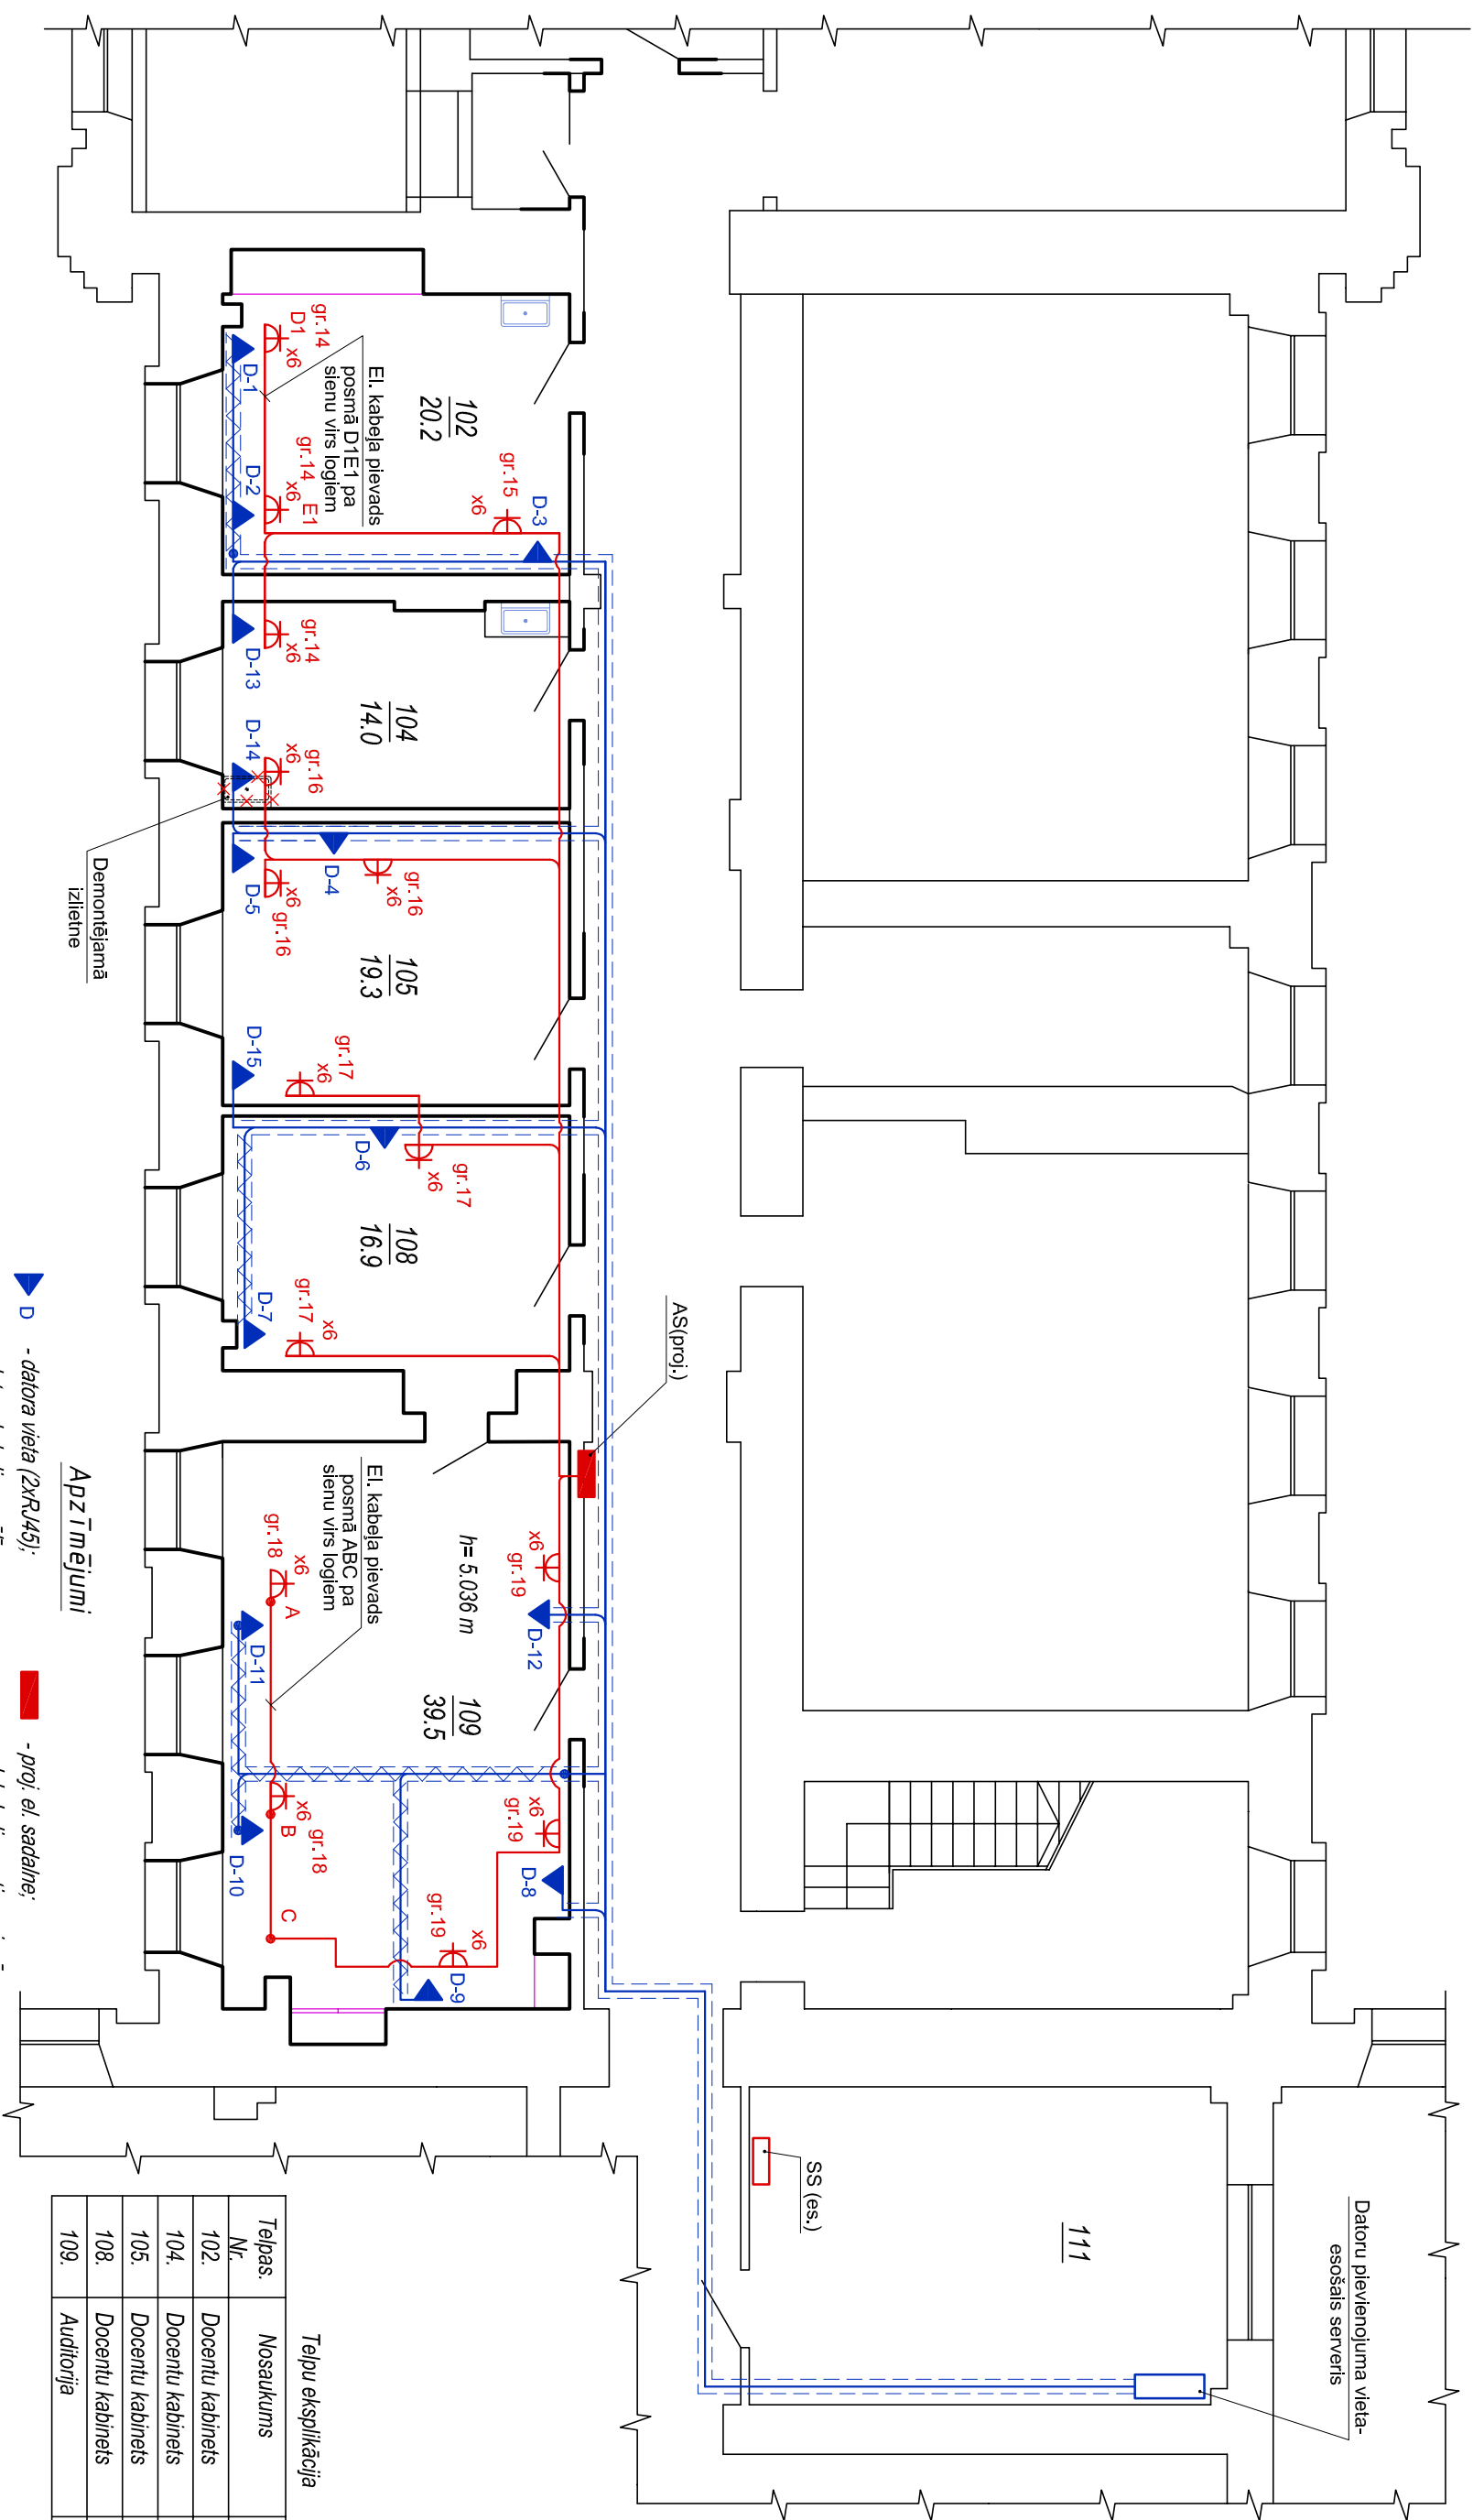 Datoru pievienojuma vieta-
esošais serveris
111
SS (es.)
AS(proj.)
D-3
gr.15
x6
102
20.2
El. kabeļa pievads
posmā D1E1 pa
sienu virs logiem
gr.14
D1
x6
D-1
gr.14
E1
x6
D-2
104
14.0
gr.14
x6
D-13
gr.16
x6
D-14
Demontējamā
izlietne
105
19.3
gr.16
x6
D-4
x6
gr.16
D-5
gr.17
x6
D-15
108
16.9
gr.17
x6
D-6
x6
gr.17
D-7
x6
gr.19
D-12
h= 5.036 m
109
39.5
El. kabeļa pievads
posmā ABC pa
sienu virs logiem
x6
gr.18
A
D-11
x6
gr.19
D-8
x6
gr.18
B
D-10
x6
gr.19
D-9
C
Apzīmējumi
D - datora vieta (2xRJ45);
- proj. el. sadalne;
Telpu eksplikācija
Telpas. Nosaukums
Nr.
102. Docentu kabinets
104. Docentu kabinets
105. Docentu kabinets
108. Docentu kabinets
109. Auditorija